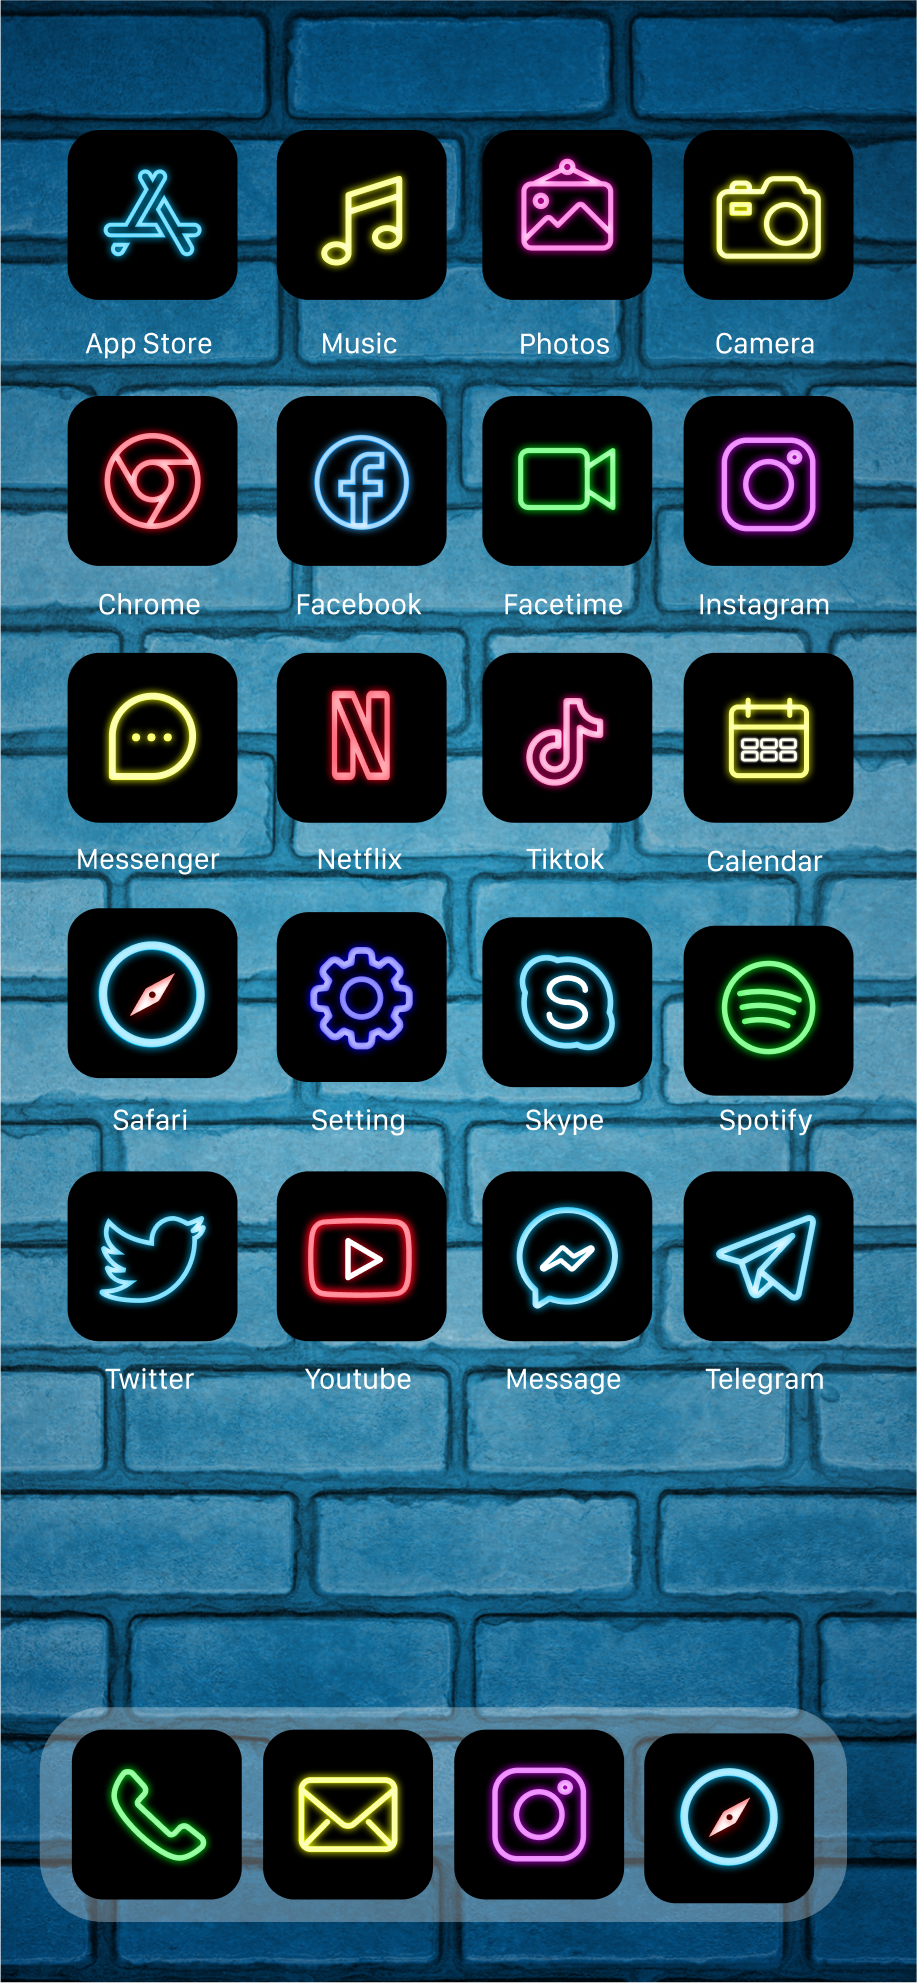 App Store Music Photos Camera
Chrome Facebook Facetime Instagram
Messenger Netflix Tiktok Calendar
Safari Setting Skype Spotify
Twitter Youtube Message Telegram